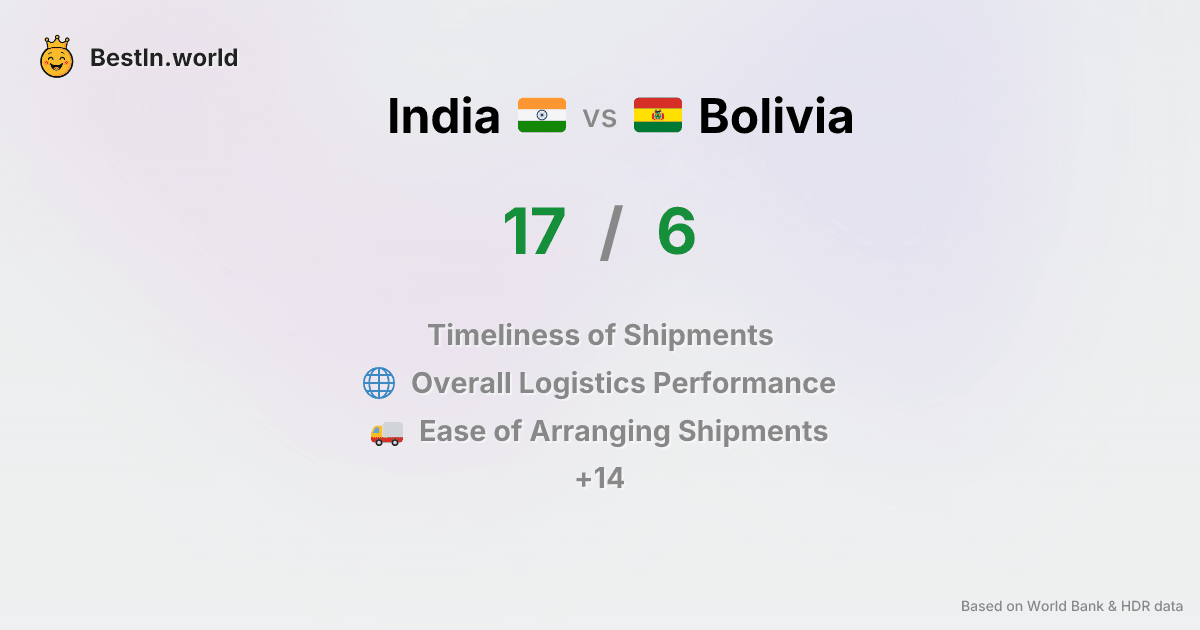 BestIn.world
India vs Bolivia
17 / 6
Timeliness of Shipments
Overall Logistics Performance
Ease of Arranging Shipments
+14
Based on World Bank & HDR data